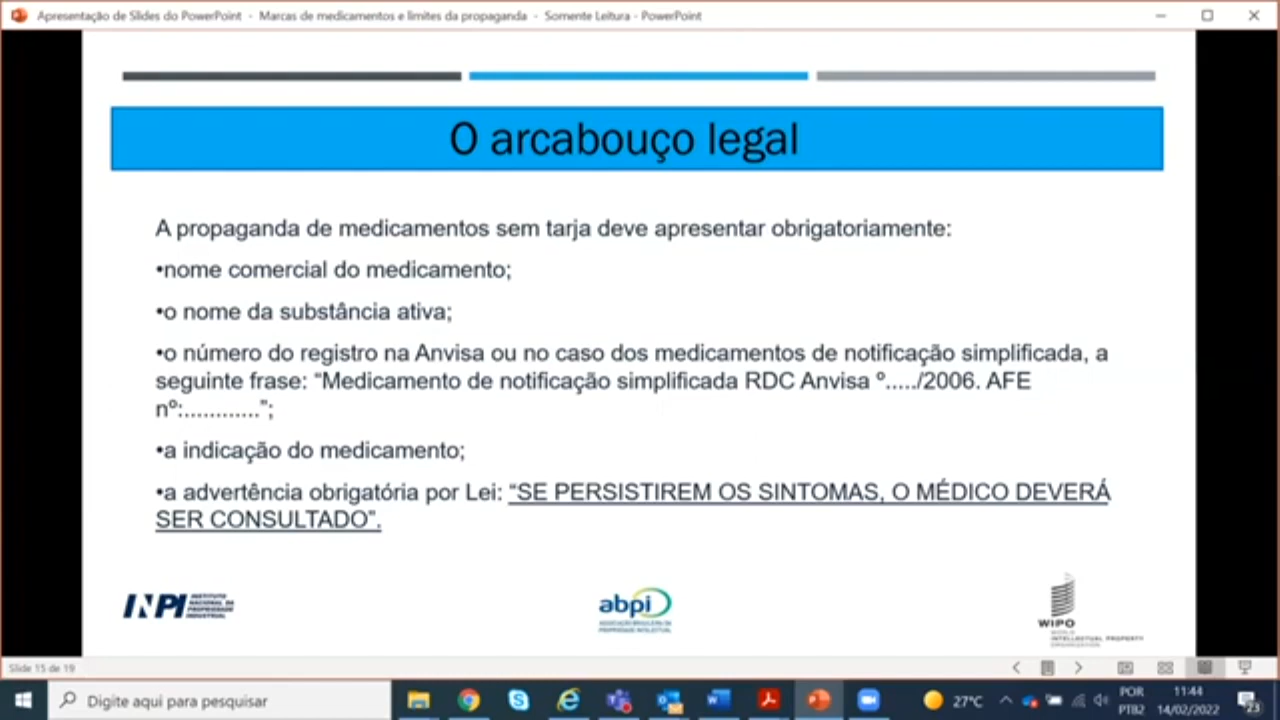 Apresentação de Slides do PowerPoint - Marcas de medicamentos e limites da propaganda - Somente Leitura - PowerPoint
O arcabouço legal
A propaganda de medicamentos sem tarja deve apresentar obrigatoriamente:
•nome comercial do medicamento;
•o nome da substância ativa;
•o número do registro na Anvisa ou no caso dos medicamentos de notificação simplificada, a
seguinte frase: “Medicamento de notificação simplificada RDC Anvisa º...../2006. AFE
nº:............”;
•a indicação do medicamento;
•a advertência obrigatória por Lei: “SE PERSISTIREM OS SINTOMAS, O MÉDICO DEVERÁ
SER CONSULTADO”.
INPI
INSTITUTO
NACIONAL DA
PROPRIEDADE
INDUSTRIAL
abpi
ASSOCIAÇÃO BRASILEIRA DA
PROPRIEDADE INTELECTUAL
WIPO
WORLD
INTELLECTUAL PROPERTY
ORGANIZATION
Slide 15 de 19
Digite aqui para pesquisar
27°C
POR
PTB2
11:44
14/02/2022
23